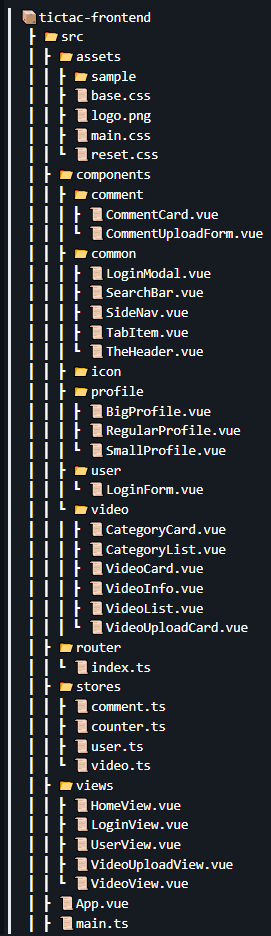 tictac-frontend
src
assets
sample
base.css
logo.png
main.css
reset.css
components
comment
CommentCard.vue
CommentUploadForm.vue
common
LoginModal.vue
SearchBar.vue
SideNav.vue
TabItem.vue
TheHeader.vue
icon
profile
BigProfile.vue
RegularProfile.vue
SmallProfile.vue
user
LoginForm.vue
video
CategoryCard.vue
CategoryList.vue
VideoCard.vue
VideoInfo.vue
VideoList.vue
VideoUploadCard.vue
router
index.ts
stores
comment.ts
counter.ts
user.ts
video.ts
views
HomeView.vue
LoginView.vue
UserView.vue
VideoUploadView.vue
VideoView.vue
App.vue
main.ts